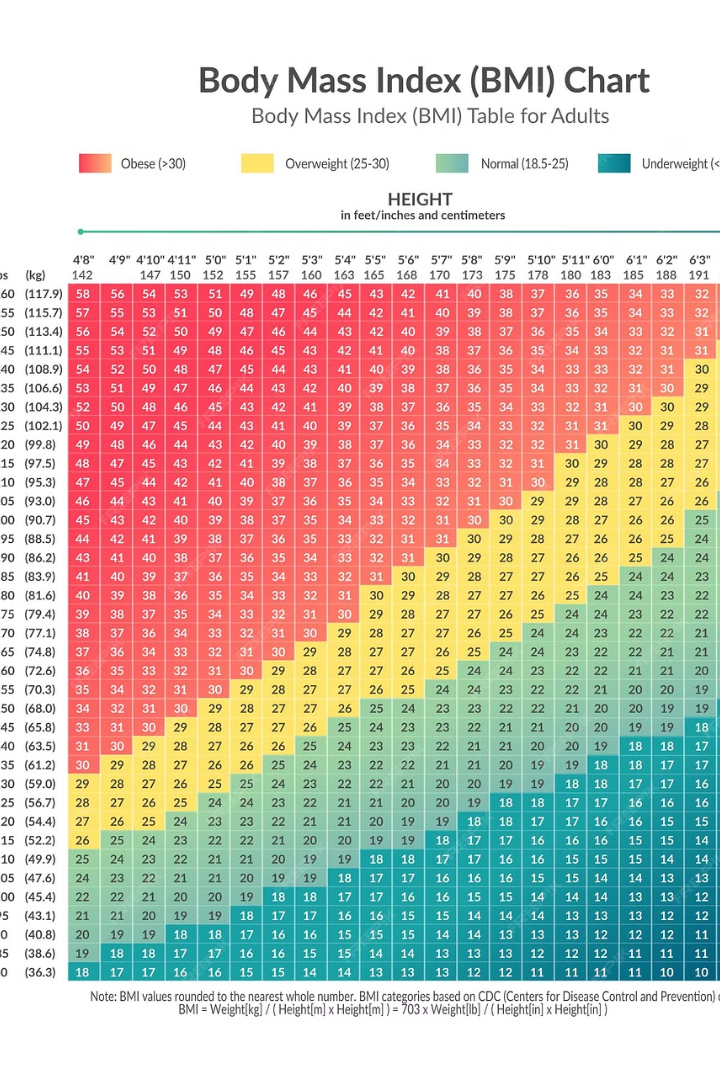 Body Mass Index (BMI) Chart
Body Mass Index (BMI) Table for Adults
Obese (>30) Overweight (25-30) Normal (18.5-25) Underweight (<
HEIGHT
in feet/inches and centimeters
4'8" 4'9" 4'10" 4'11" 5'0" 5'1" 5'2" 5'3" 5'4" 5'5" 5'6" 5'7" 5'8" 5'9" 5'10" 5'11" 6'0" 6'1" 6'2" 6'3"
(kg) 142 147 150 152 155 157 160 163 165 168 170 173 175 178 180 183 185 188 191
60 (117.9) 58 56 54 53 51 49 48 46 45 43 42 41 40 38 37 36 35 34 33 32
55 (115.7) 57 55 53 51 50 48 47 45 44 42 41 40 39 38 37 36 35 34 33 32
50 (113.4) 56 54 52 50 49 47 46 44 43 42 40 39 38 37 36 35 34 33 32 31
45 (111.1) 55 53 51 49 48 46 45 43 42 41 40 38 37 36 35 34 33 32 31 31
40 (108.9) 54 52 50 48 47 45 44 43 41 40 39 38 36 35 34 33 33 32 31 30
35 (106.6) 53 51 49 47 46 44 43 42 40 39 38 37 36 35 34 33 32 31 30 29
30 (104.3) 52 50 48 46 45 43 42 41 39 38 37 36 35 34 33 32 31 30 30 29
25 (102.1) 50 49 47 45 44 43 41 40 39 37 36 35 34 33 32 31 31 30 29 28
20 (99.8) 49 48 46 44 43 42 40 39 38 37 36 34 33 32 32 31 30 29 28 27
15 (97.5) 48 47 45 43 42 41 39 38 37 36 35 34 33 32 31 30 29 28 28 27
10 (95.3) 47 45 44 42 41 40 38 37 36 35 34 33 32 31 30 29 28 28 27 26
05 (93.0) 46 44 43 41 40 39 37 36 35 34 33 32 31 30 29 29 28 27 26 26
00 (90.7) 45 43 42 40 39 38 37 35 34 33 32 31 30 30 29 28 27 26 26 25
95 (88.5) 44 42 41 39 38 37 36 35 33 32 31 31 30 29 28 27 26 26 25 24
90 (86.2) 43 41 40 38 37 36 35 34 33 32 31 30 29 28 27 26 26 25 24 24
85 (83.9) 41 40 39 37 36 35 34 33 32 31 30 29 28 27 27 26 25 24 24 23
80 (81.6) 40 39 38 36 35 34 33 32 31 30 29 28 27 27 26 25 24 24 23 22
75 (79.4) 39 38 37 35 34 33 32 31 30 29 28 27 27 26 25 24 24 23 22 22
70 (77.1) 38 37 36 34 33 32 31 30 29 28 27 27 26 25 24 24 23 22 22 21
65 (74.8) 37 36 34 33 32 31 30 29 28 27 27 26 25 24 24 23 22 22 21 21
60 (72.6) 36 35 33 32 31 30 29 28 27 27 26 25 24 24 23 22 22 21 21 20
55 (70.3) 35 34 32 31 30 29 28 27 27 26 25 24 24 23 22 22 21 20 20 19
50 (68.0) 34 32 31 30 29 28 27 27 26 25 24 23 23 22 22 21 20 20 19 19
45 (65.8) 33 31 30 29 28 27 27 26 25 24 23 23 22 21 21 20 20 19 19 18
40 (63.5) 31 30 29 28 27 26 26 25 24 23 23 22 21 21 20 20 19 18 18 17
35 (61.2) 30 29 28 27 26 26 25 24 23 22 22 21 21 20 19 19 18 18 17 17
30 (59.0) 29 28 27 26 25 25 24 23 22 22 21 20 20 19 19 18 18 17 17 16
25 (56.7) 28 27 26 25 24 24 23 22 21 21 20 20 19 18 18 17 17 16 16 16
20 (54.4) 27 26 25 24 23 23 22 21 21 20 19 19 18 18 17 17 16 16 15 15
15 (52.2) 26 25 24 23 22 22 21 20 20 19 19 18 17 17 16 16 16 15 15 14
10 (49.9) 25 24 23 22 21 21 20 19 19 18 18 17 17 16 16 15 15 15 14 14
05 (47.6) 24 23 22 21 21 20 19 19 18 17 17 16 16 16 15 15 14 14 13 13
00 (45.4) 22 22 21 20 20 19 18 18 17 17 16 16 15 15 14 14 14 13 13 12
95 (43.1) 21 21 20 19 19 18 17 17 16 16 15 15 14 14 14 13 13 13 12 12
0 (40.8) 20 19 19 18 18 17 16 16 15 15 15 14 14 13 13 13 12 12 12 11
85 (38.6) 19 18 18 17 17 16 16 15 15 14 14 13 13 13 12 12 12 11 11 11
0 (36.3) 18 17 17 16 16 15 15 14 14 13 13 13 12 12 11 11 11 11 10 10
Note: BMI values rounded to the nearest whole number. BMI categories based on CDC (Centers for Disease Control and Prevention)
BMI = Weight[kg] / ( Height[m] x Height[m] ) = 703 x Weight[lb] / ( Height[in] x Height[in] )